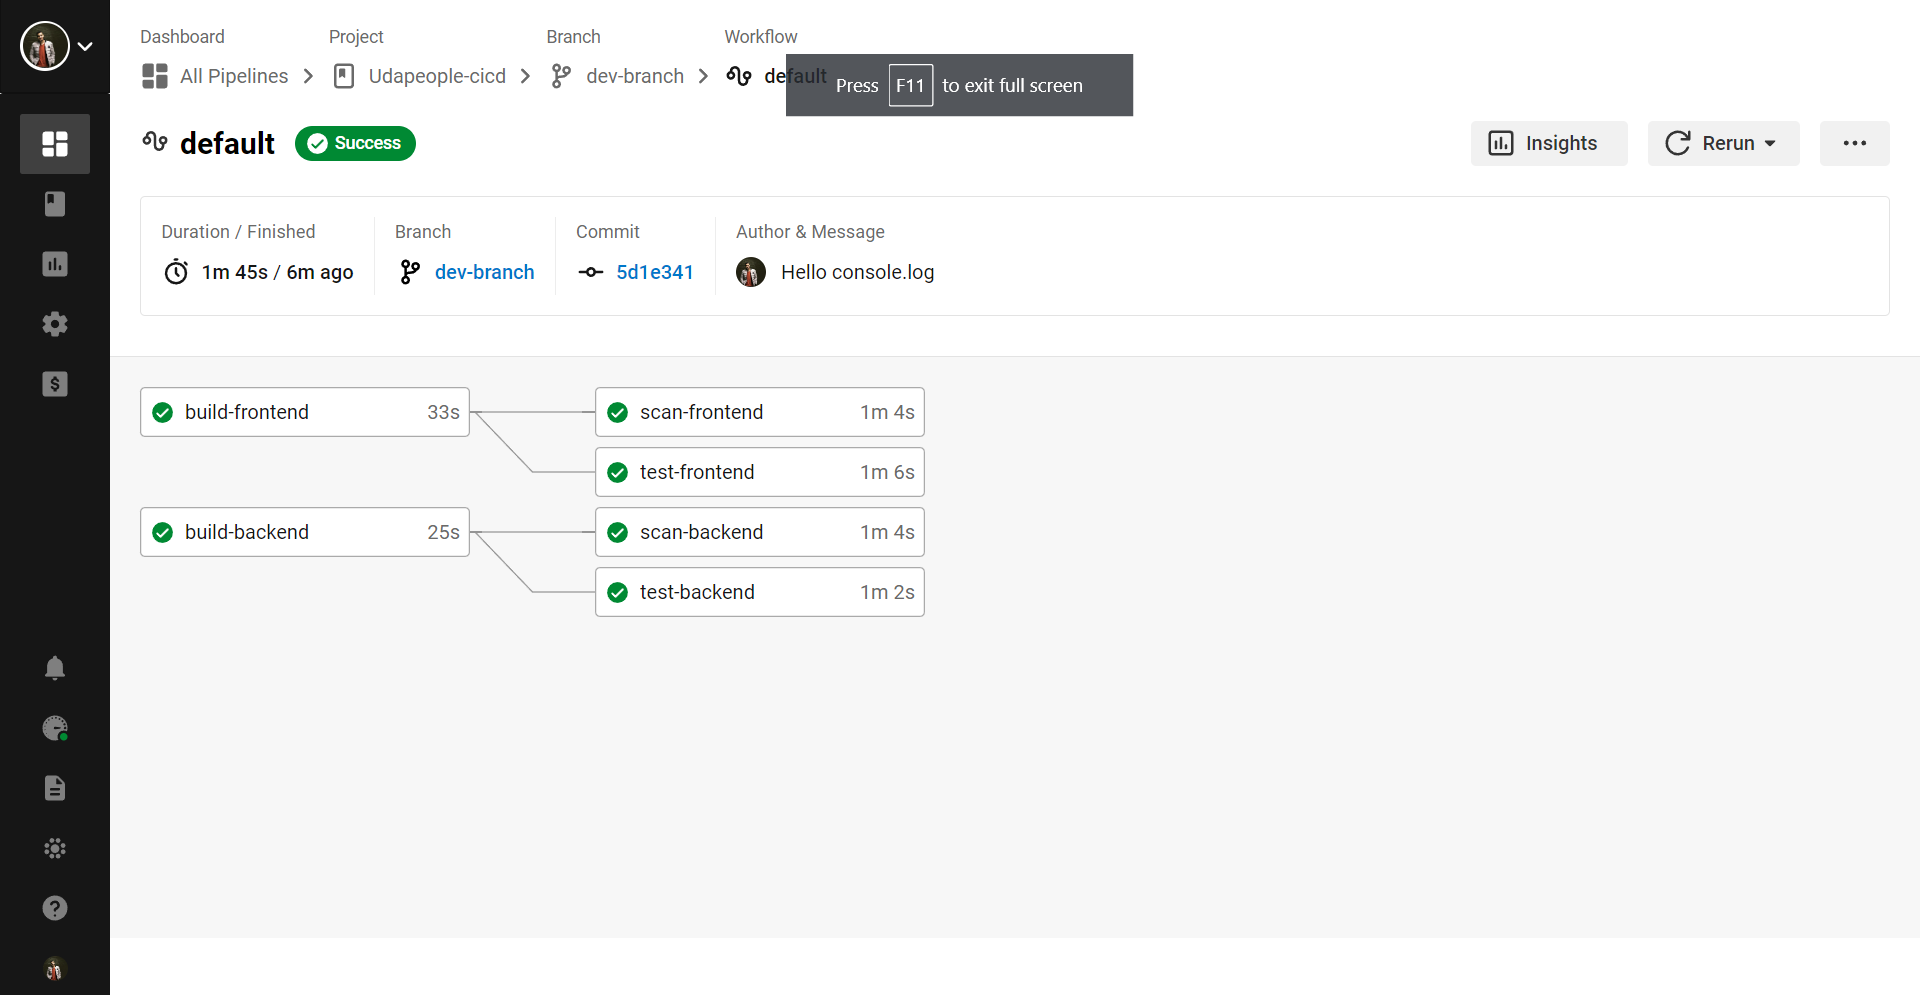 Dashboard Project Branch Workflow
All Pipelines Udapeople-cicd dev-branch default
Press F11 to exit full screen
default Success Insights Rerun
Duration / Finished Branch Commit Author & Message
1m 45s / 6m ago dev-branch 5d1e341 Hello console.log
build-frontend 33s scan-frontend 1m 4s
test-frontend 1m 6s
build-backend 25s scan-backend 1m 4s
test-backend 1m 2s